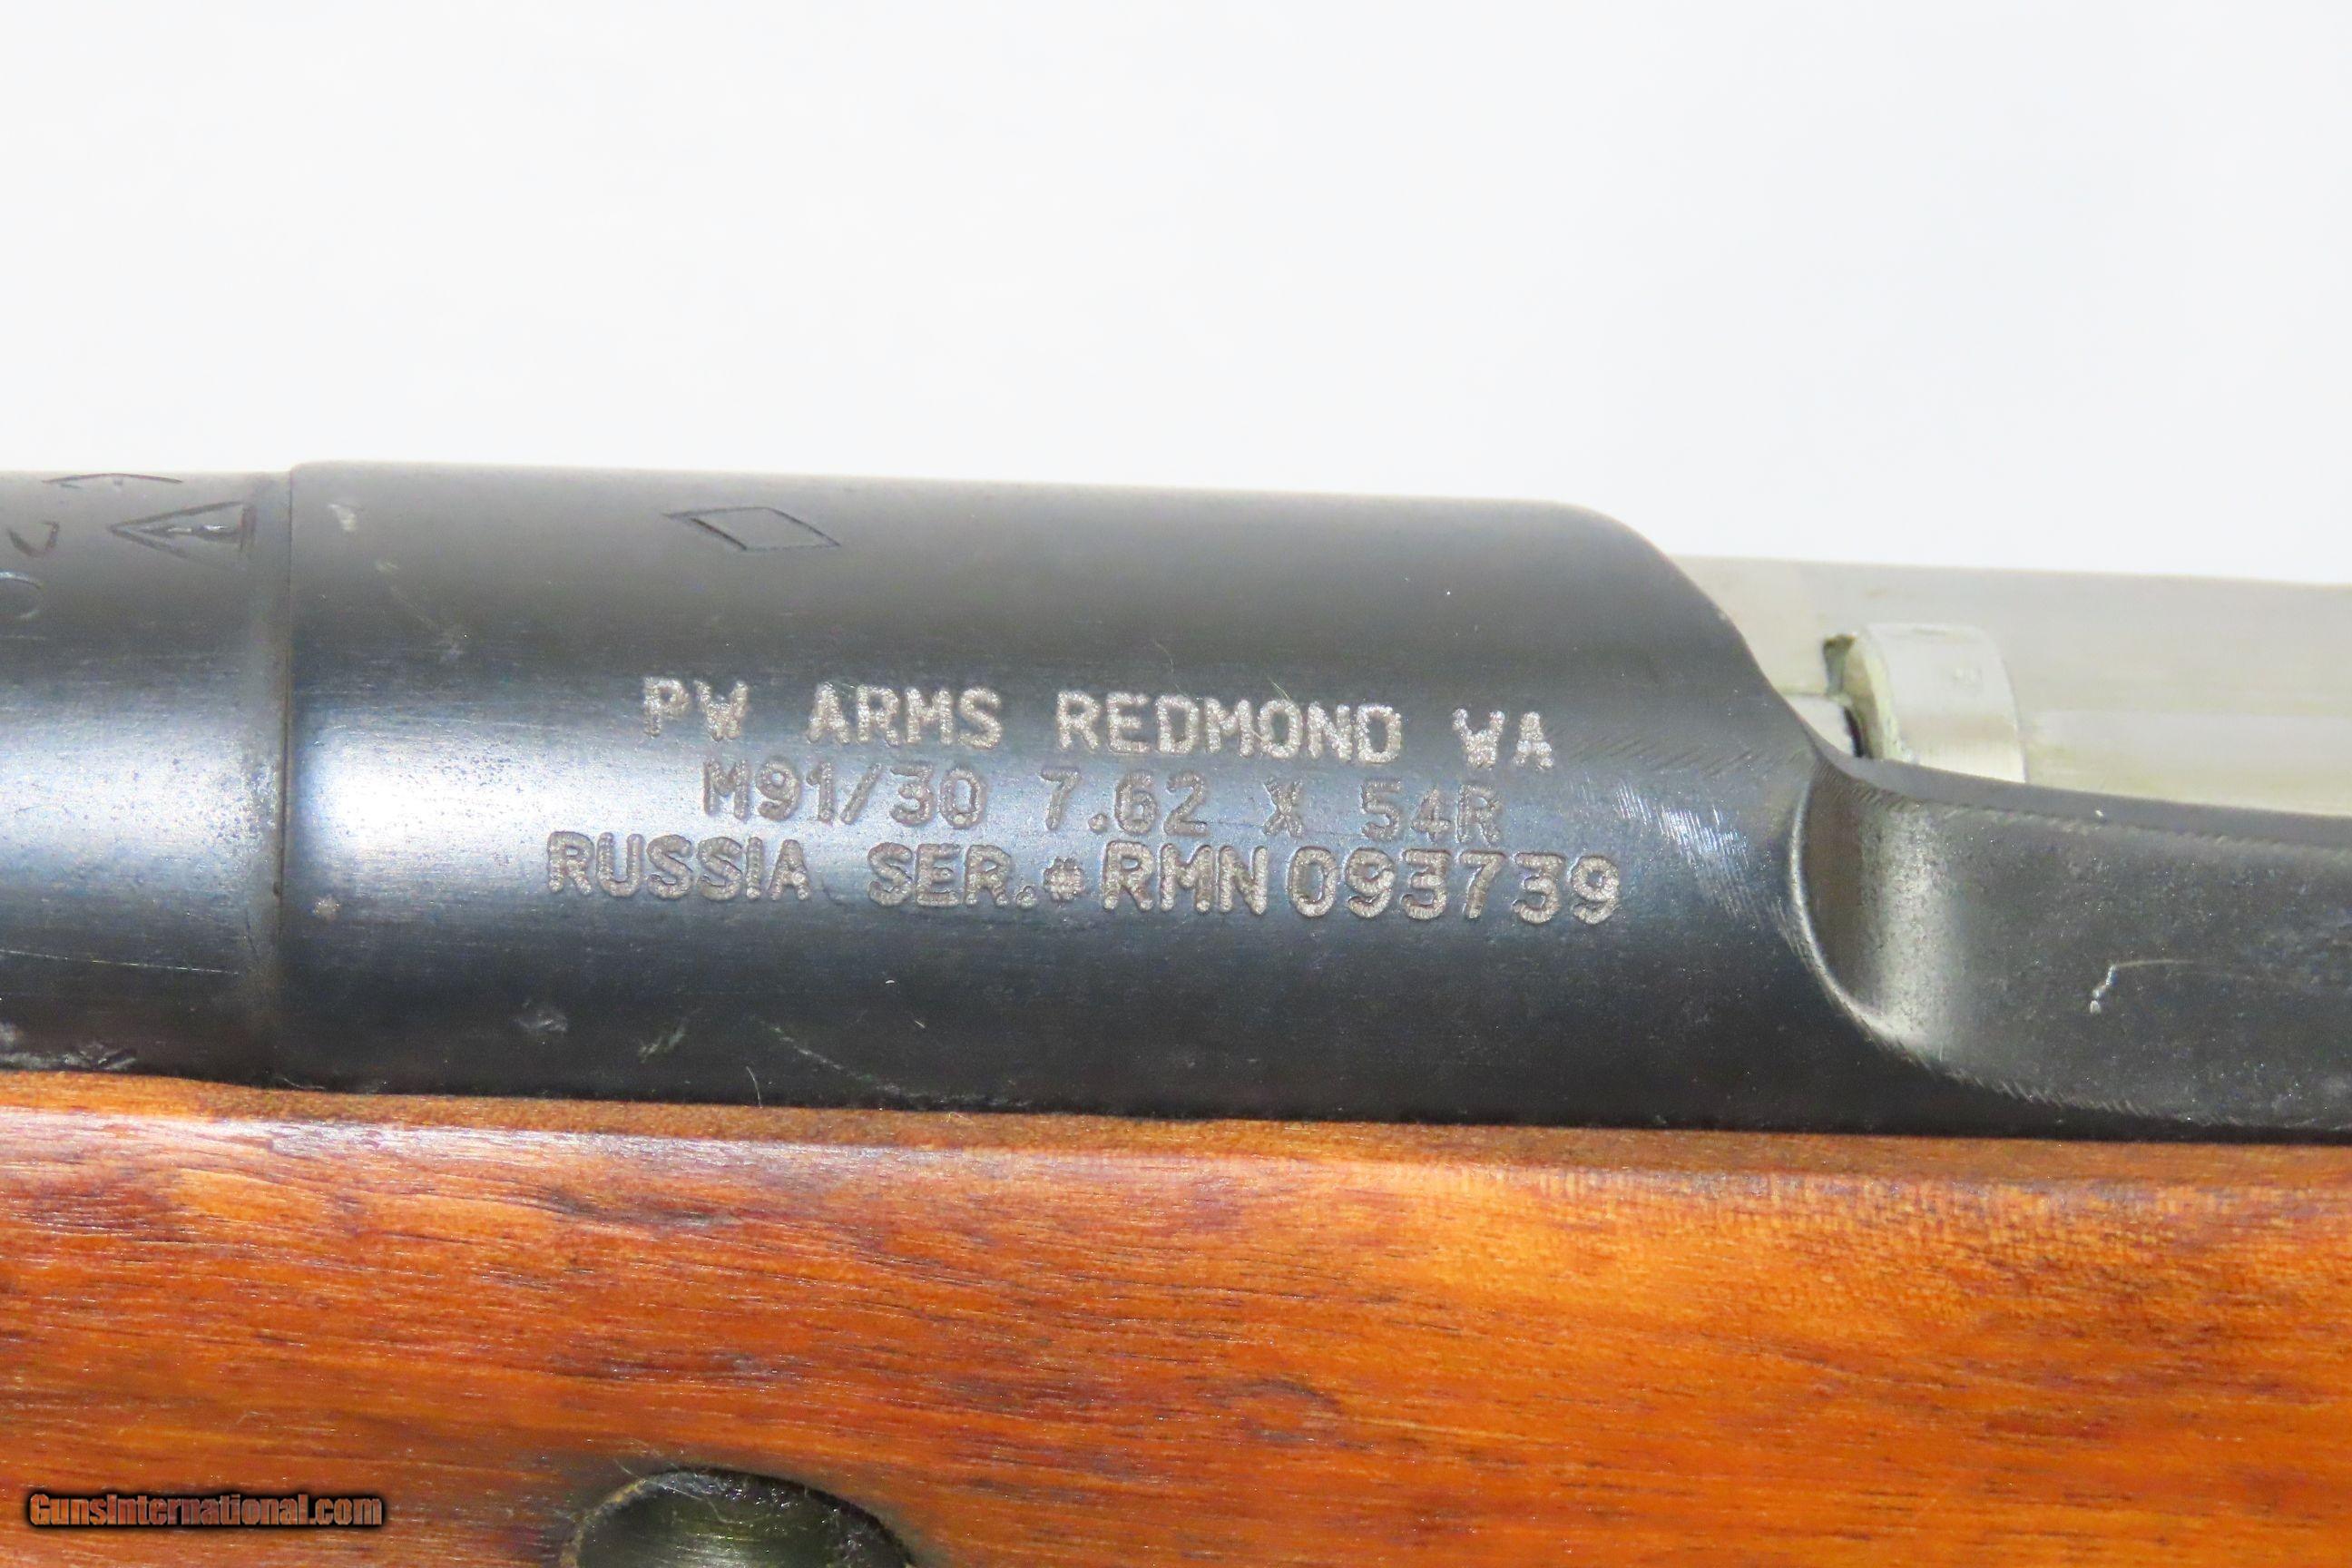 PW ARMS REDMOND WA
M91/30 7.62 X 54R
RUSSIA SER.#RMN093739
GunsInternational.com